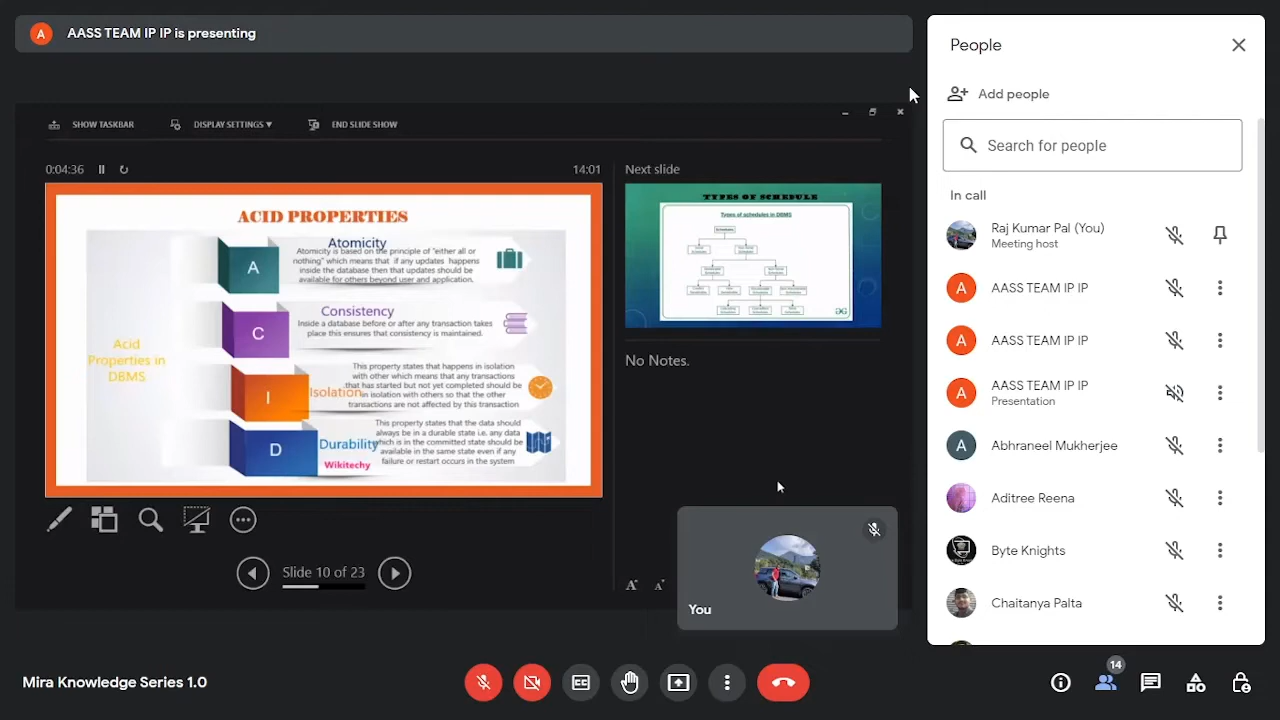 A
AASS TEAM IP IP is presenting
SHOW TASKBAR
DISPLAY SETTINGS ▾
END SLIDE SHOW
0:04:36
14:01
ACID PROPERTIES
Acid
Properties in
DBMS
A
Atomicity
Atomicity is based on the principle of "either all or
nothing" which means that if any updates happens
inside the database then that updates should be
available for others beyond user and application.
C
Consistency
Inside a database before or after any transaction takes
place this ensures that consistency is maintained.
I
Isolation
This property states that happens in isolation
with other which means that any transactions
that has started but not yet completed should be
in isolation with others so that the other
transactions are not affected by this transaction
D
Durability
This property states that the data should
always be in a durable state i.e, any data
which is in the committed state should be
available in the same state even if any
failure or restart occurs in the system
Wikitechy
Slide 10 of 23
Next slide
TYPES OF SCHEDULE
Types of schedules in DBMS
No Notes.
A
A
You
People
Add people
Search for people
In call
Raj Kumar Pal (You)
Meeting host
A
AASS TEAM IP IP
A
AASS TEAM IP IP
A
AASS TEAM IP IP
Presentation
A
Abhraneel Mukherjee
Aditree Reena
Byte Knights
Chaitanya Palta
Mira Knowledge Series 1.0
14